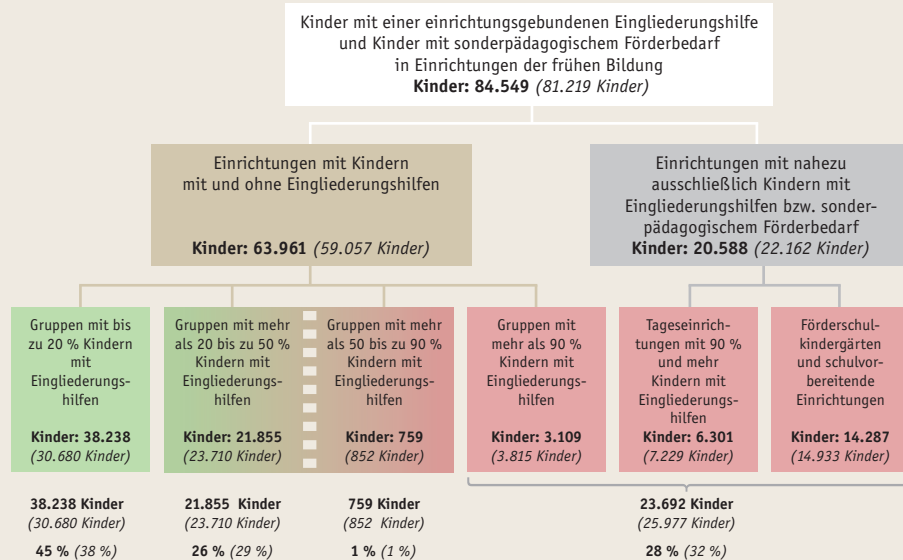 Kinder mit einer einrichtungsgebundenen Eingliederungshilfe
und Kinder mit sonderpädagogischem Förderbedarf
in Einrichtungen der frühen Bildung
Kinder: 84.549 (81.219 Kinder)
Einrichtungen mit Kindern
mit und ohne Eingliederungshilfen
Kinder: 63.961 (59.057 Kinder)
Einrichtungen mit nahezu
ausschließlich Kindern mit
Eingliederungshilfen bzw. sonder-
pädagogischem Förderbedarf
Kinder: 20.588 (22.162 Kinder)
Gruppen mit bis
zu 20 % Kindern
mit
Eingliederungs-
hilfen
Kinder: 38.238
(30.680 Kinder)
Gruppen mit mehr
als 20 bis zu 50 %
Kindern mit
Eingliederungs-
hilfen
Kinder: 21.855
(23.710 Kinder)
Gruppen mit mehr
als 50 bis zu 90 %
Kindern mit
Eingliederungs-
hilfen
Kinder: 759
(852 Kinder)
Gruppen mit
mehr als 90 %
Kindern mit
Eingliederungs-
hilfen
Kinder: 3.109
(3.815 Kinder)
Tageseinrich-
tungen mit 90 %
und mehr
Kindern mit
Eingliederungs-
hilfen
Kinder: 6.301
(7.229 Kinder)
Förderschul-
kindergärten
und schulvor-
bereitende
Einrichtungen
Kinder: 14.287
(14.933 Kinder)
38.238 Kinder
(30.680 Kinder)
45 % (38 %)
21.855 Kinder
(23.710 Kinder)
26 % (29 %)
759 Kinder
(852 Kinder)
1 % (1 %)
23.692 Kinder
(25.977 Kinder)
28 % (32 %)